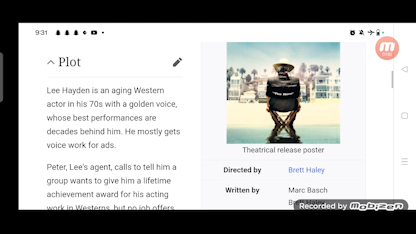 9:31
Plot
Lee Hayden is an aging Western
actor in his 70s with a golden voice,
whose best performances are
decades behind him. He mostly gets
voice work for ads.
Peter, Lee's agent, calls to tell him a
group wants to give him a lifetime
achievement award for his acting
work in Westerns, but no job offers
Theatrical release poster
Directed by
Brett Haley
Written by
Marc Basch
Brett Haley
Recorded by
mobizen